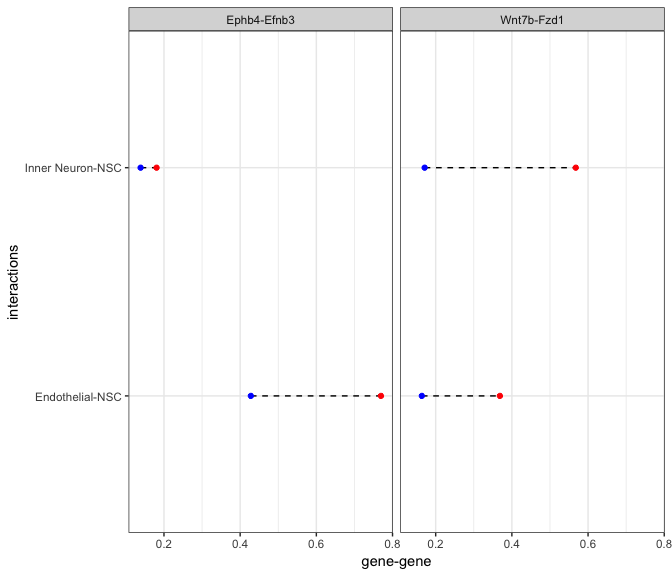 Ephb4-Efnb3
Wnt7b-Fzd1
interactions
Inner Neuron-NSC
Endothelial-NSC
0.2 0.4 0.6 0.8
0.2 0.4 0.6 0.8
gene-gene